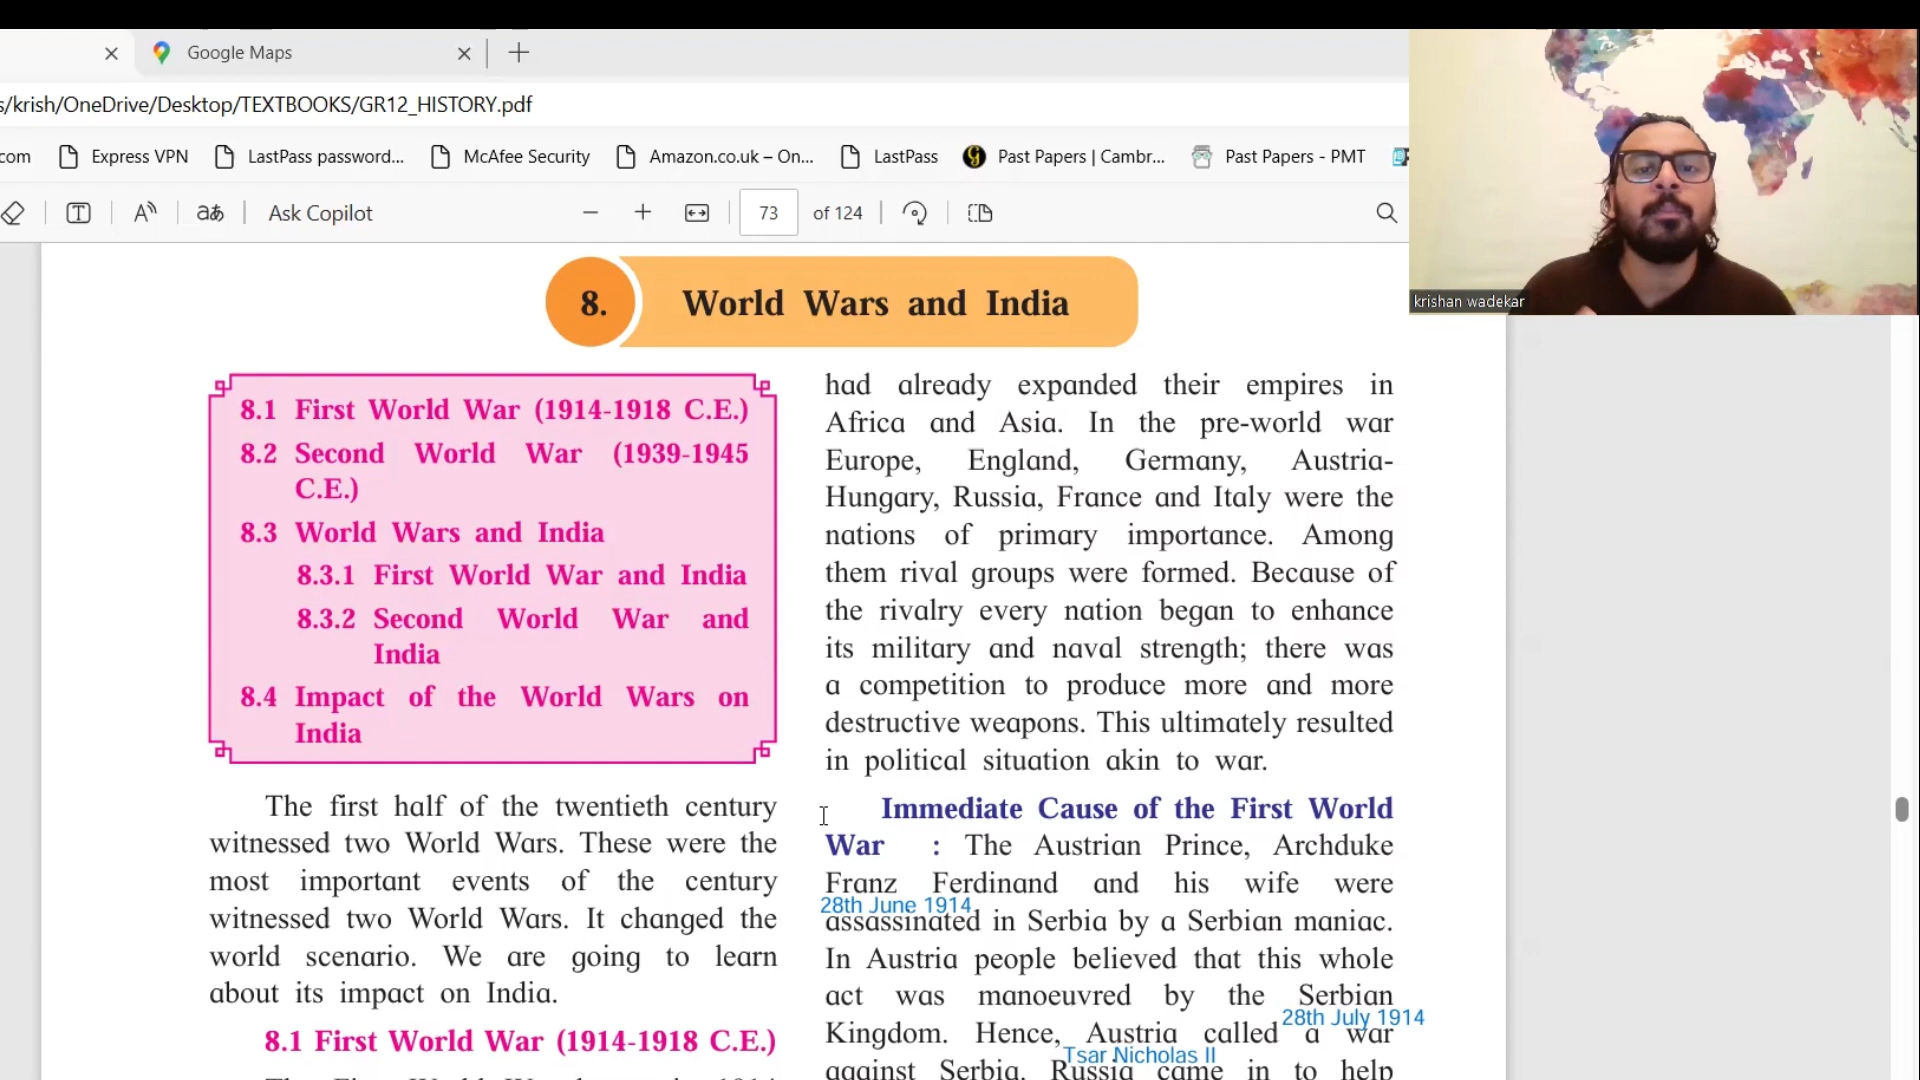 Google Maps
s/krish/OneDrive/Desktop/TEXTBOOKS/GR12_HISTORY.pdf
com Express VPN LastPass password... McAfee Security Amazon.co.uk – On... LastPass Past Papers | Cambr... Past Papers - PMT
Ask Copilot 73 of 124
krishan wadekar
8. World Wars and India
8.1 First World War (1914-1918 C.E.)
8.2 Second World War (1939-1945
C.E.)
8.3 World Wars and India
8.3.1 First World War and India
8.3.2 Second World War and
India
8.4 Impact of the World Wars on
India
The first half of the twentieth century
witnessed two World Wars. These were the
most important events of the century
witnessed two World Wars. It changed the
world scenario. We are going to learn
about its impact on India.
8.1 First World War (1914-1918 C.E.)
had already expanded their empires in
Africa and Asia. In the pre-world war
Europe, England, Germany, Austria-
Hungary, Russia, France and Italy were the
nations of primary importance. Among
them rival groups were formed. Because of
the rivalry every nation began to enhance
its military and naval strength; there was
a competition to produce more and more
destructive weapons. This ultimately resulted
in political situation akin to war.
Immediate Cause of the First World
War : The Austrian Prince, Archduke
Franz Ferdinand and his wife were
28th June 1914
assassinated in Serbia by a Serbian maniac.
In Austria people believed that this whole
act was manoeuvred by the Serbian
28th July 1914
Kingdom. Hence, Austria called a war
Tsar Nicholas II
against Serbia. Russia came in to help